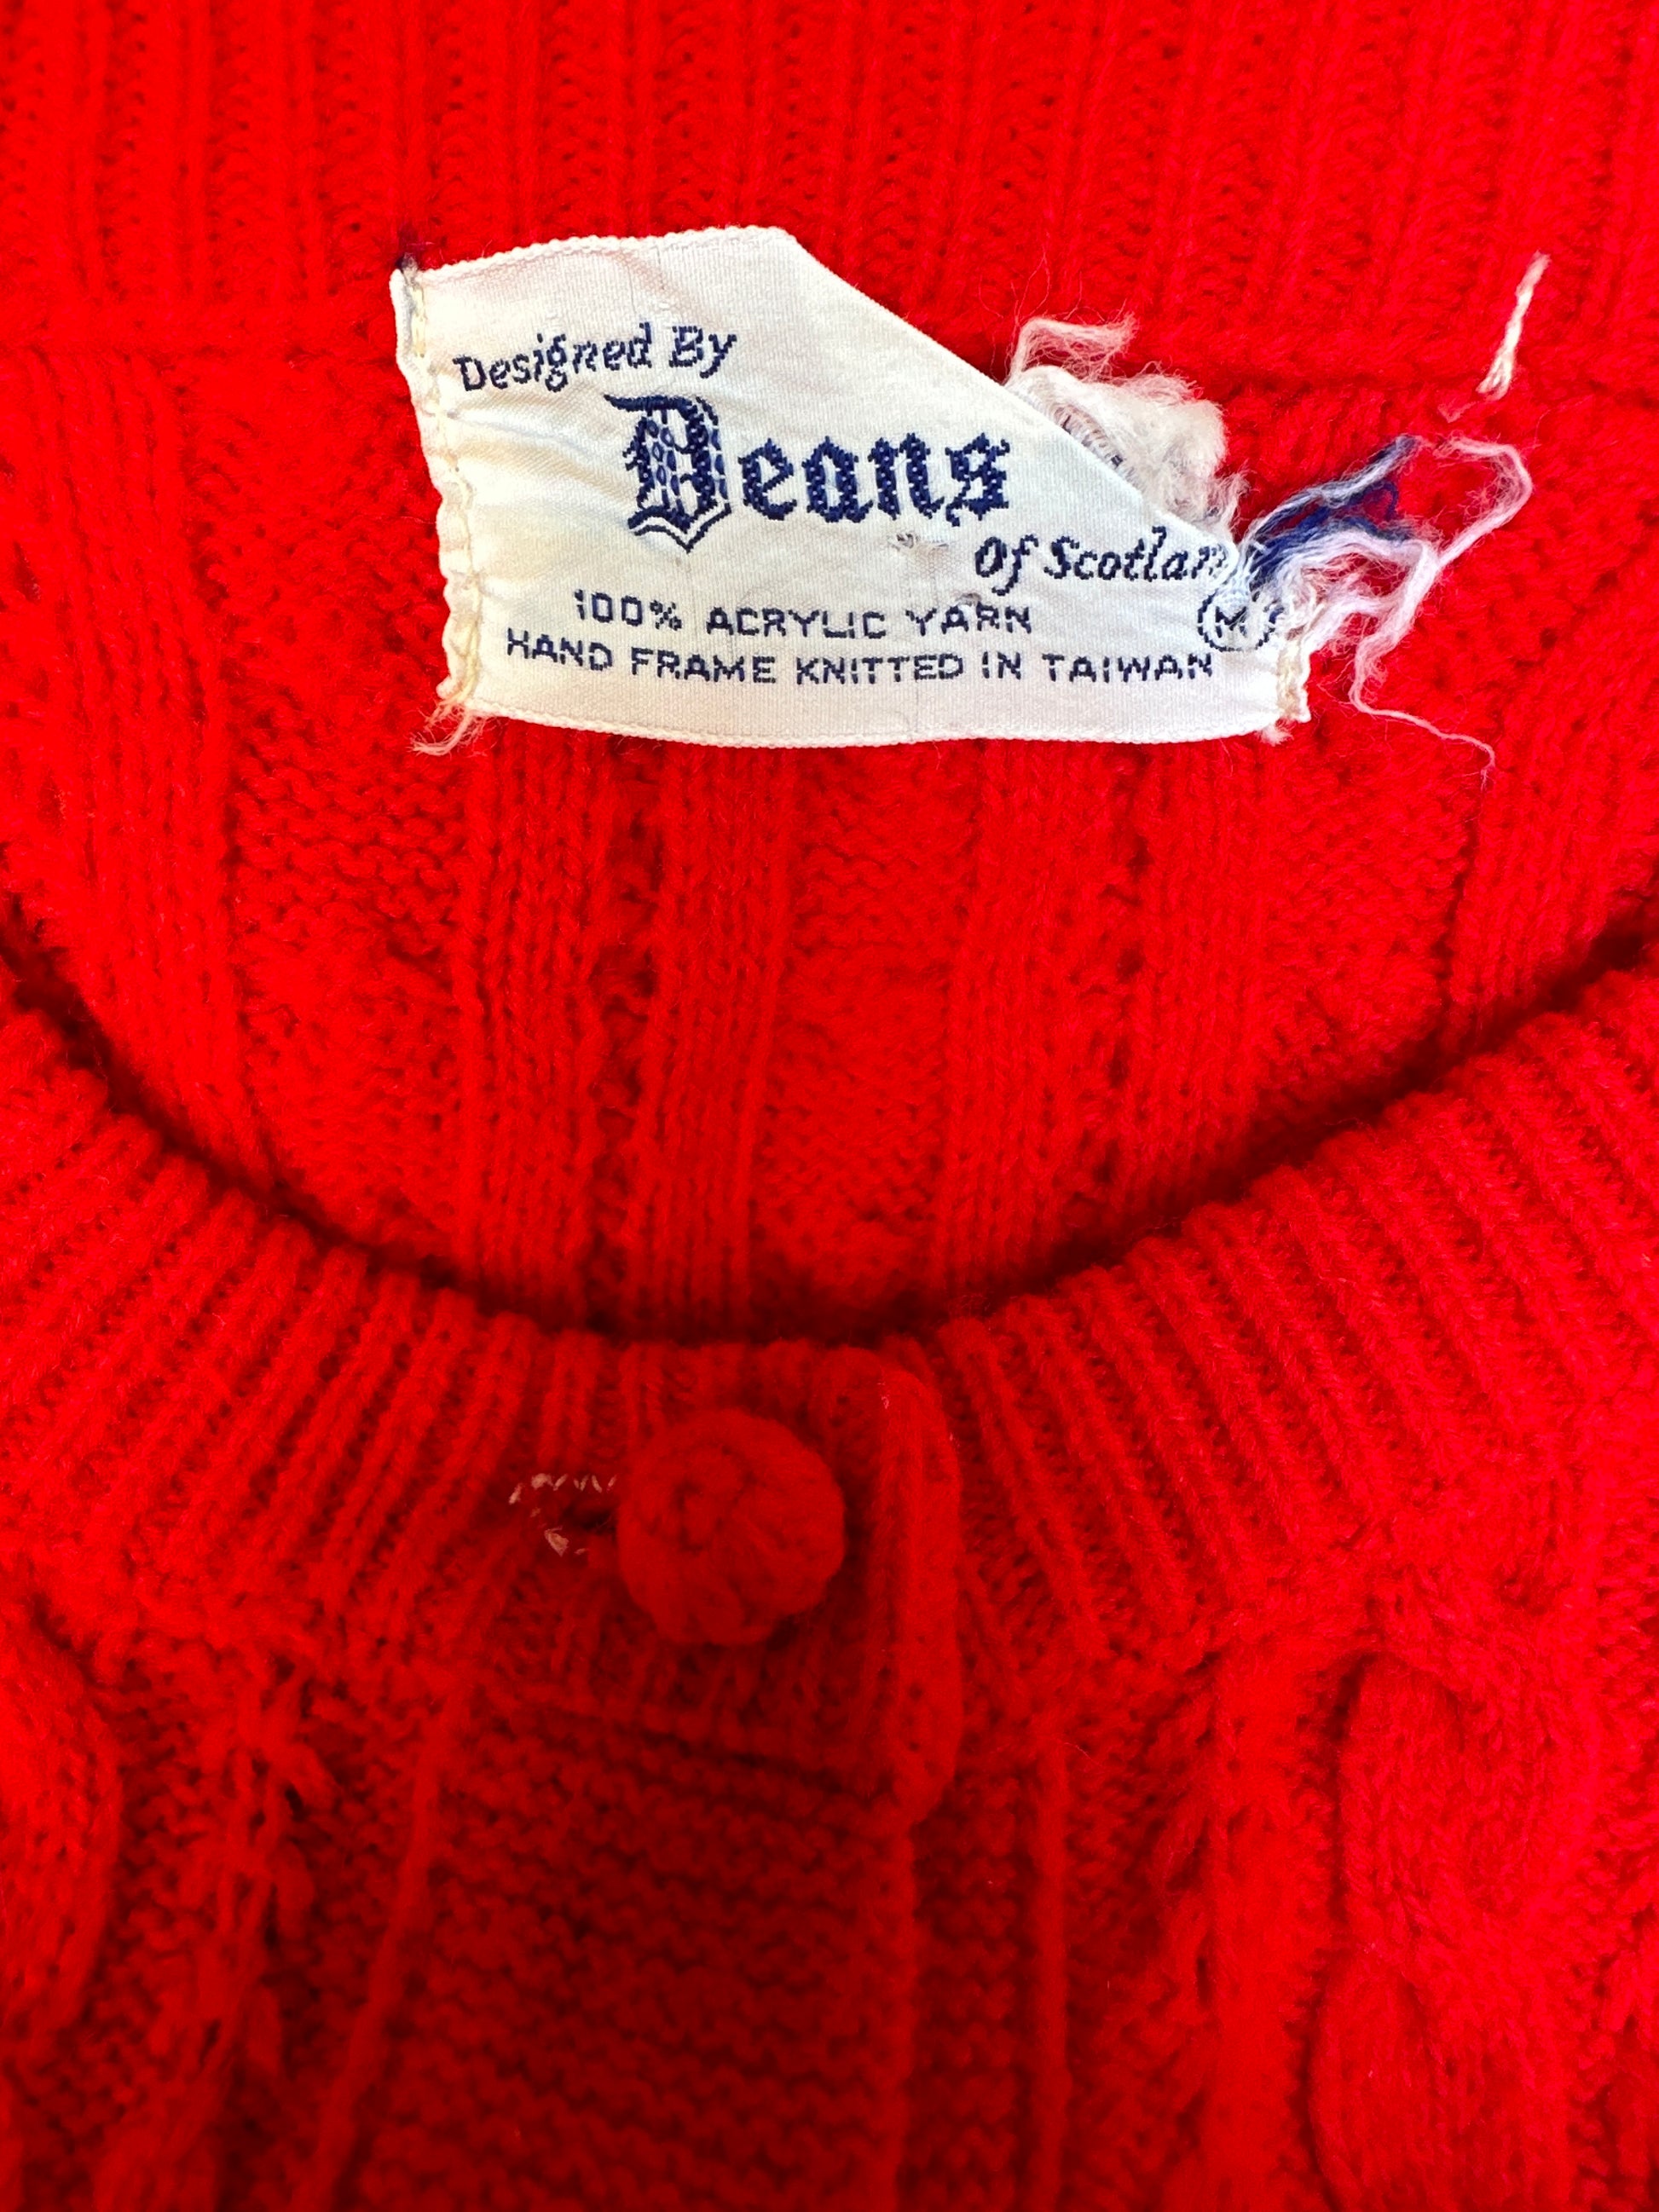 Designed By
Deans
Of Scotlan
M
100% ACRYLIC YARN
HAND FRAME KNITTED IN TAIWAN